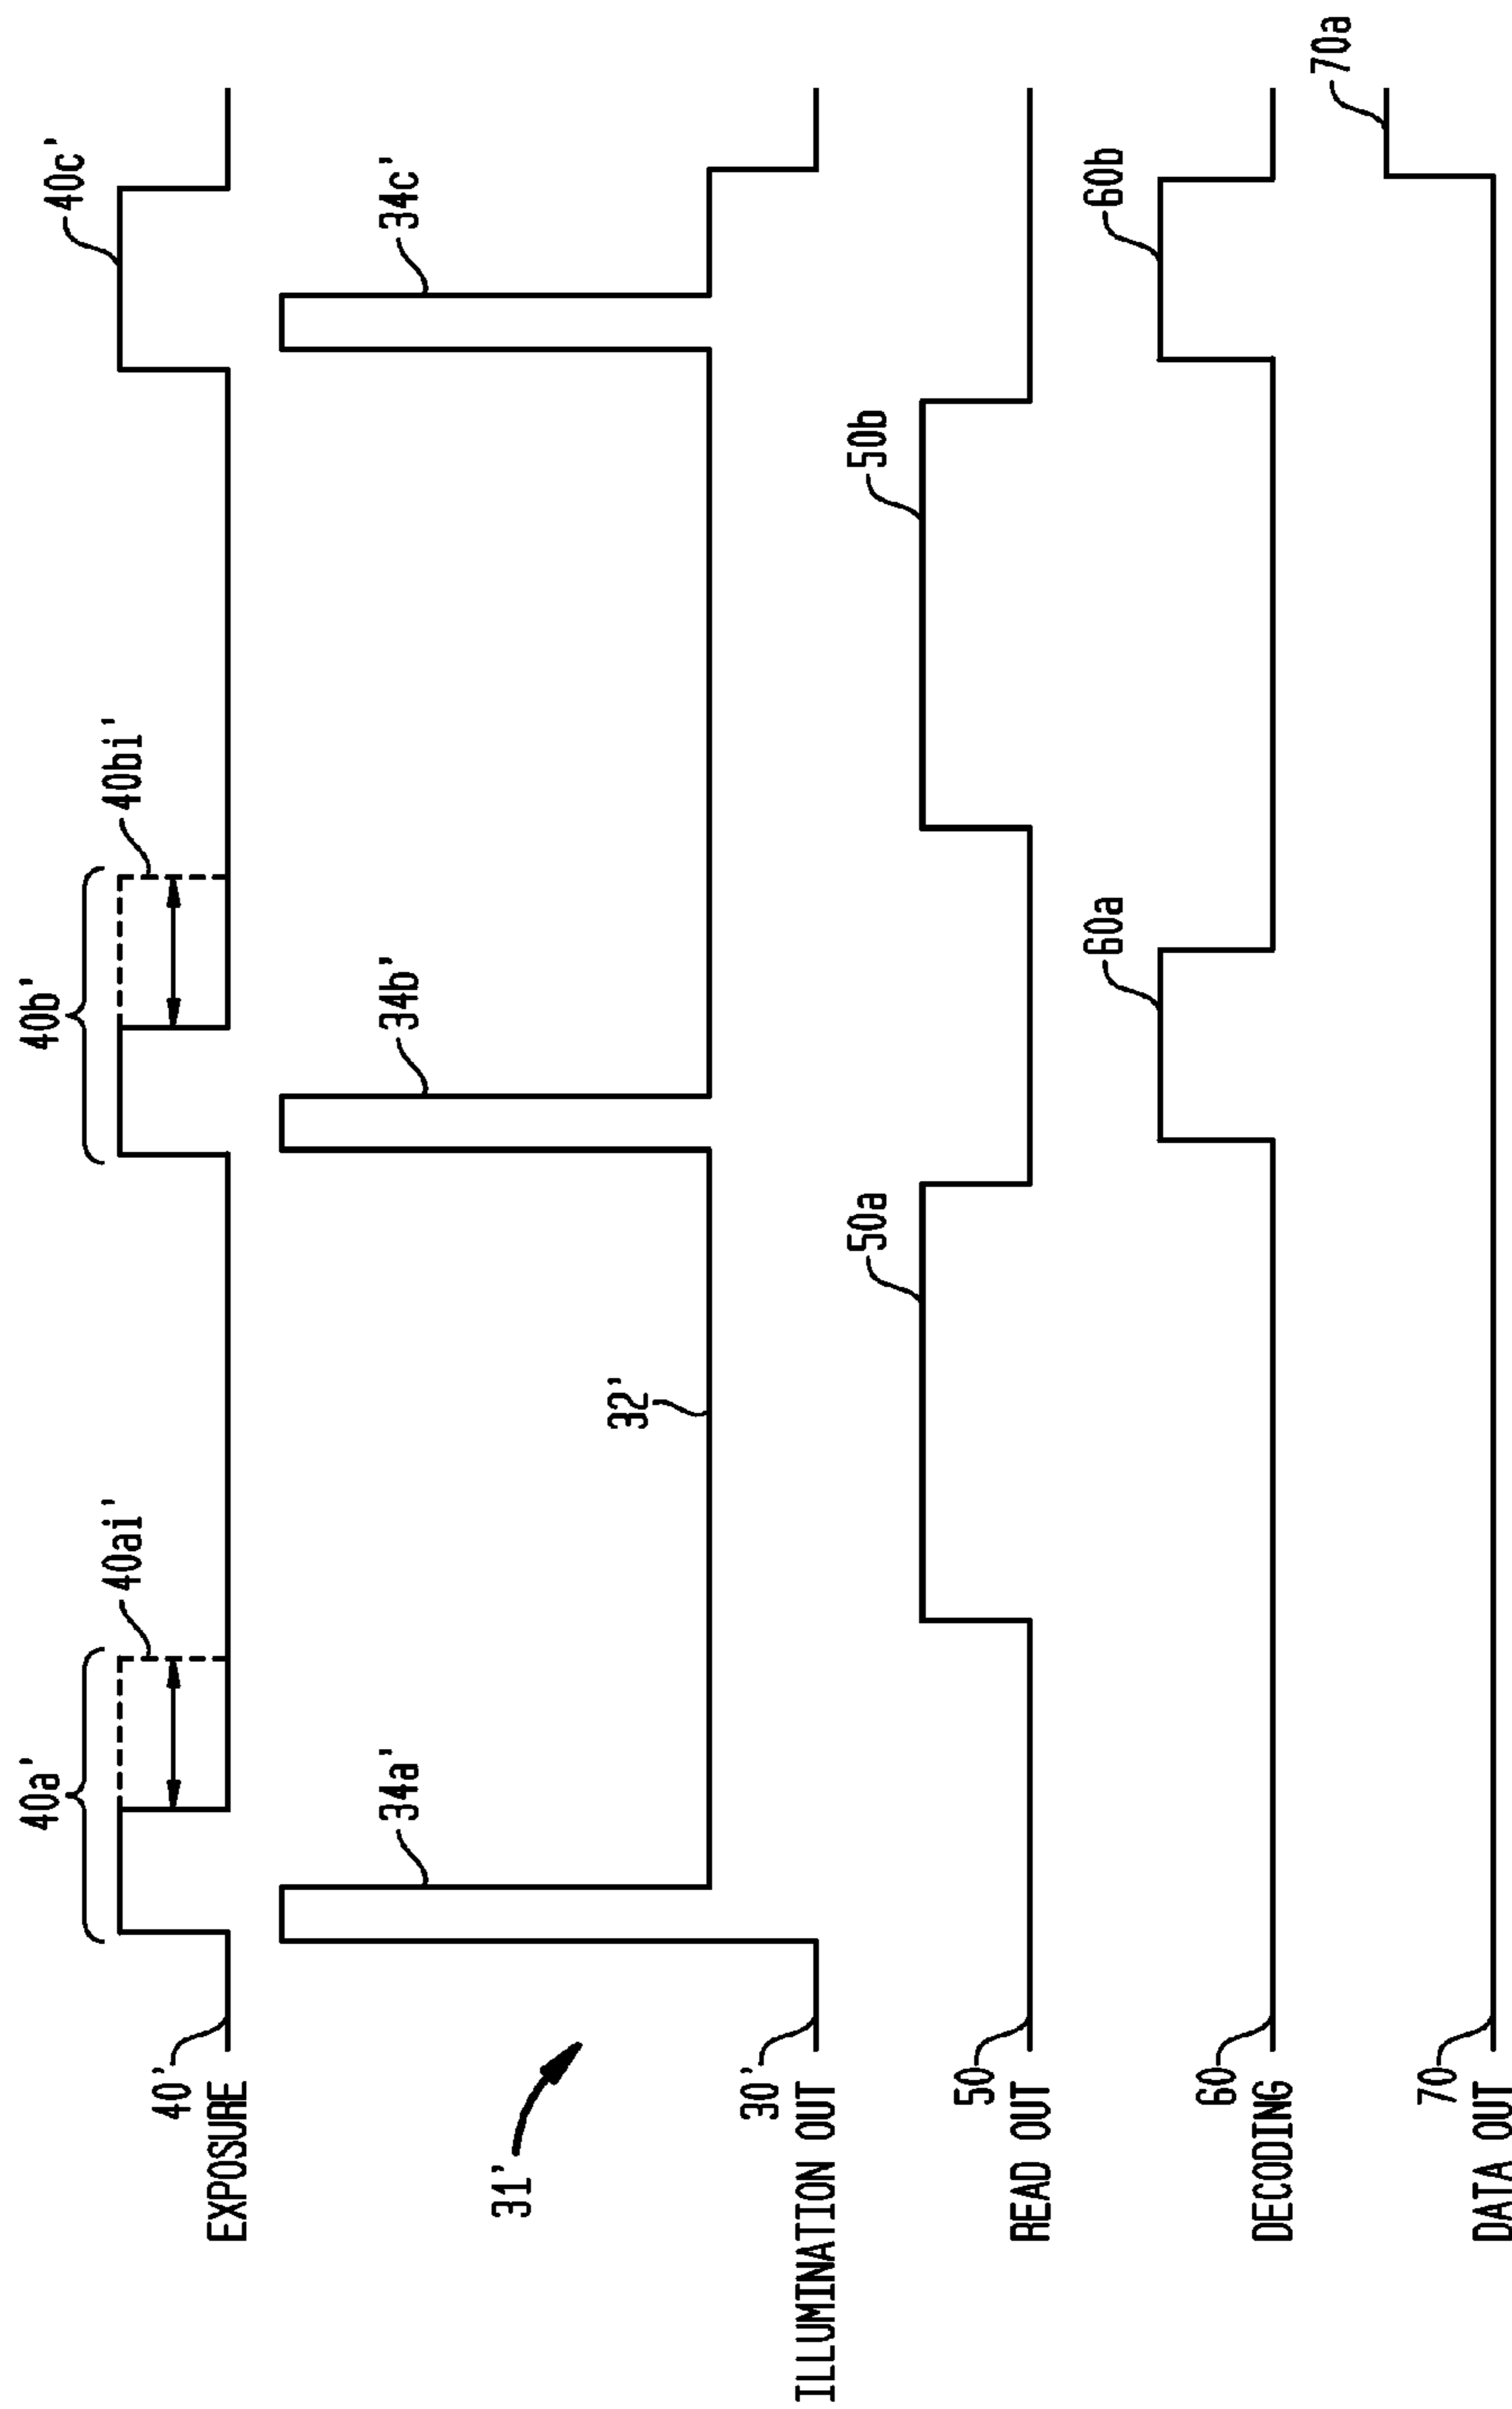 40a'
40ai'
40b'
40bi'
40c'
40'
EXPOSURE
34a'
34b'
34c'
31'
32'
30'
ILLUMINATION OUT
50a
50b
50
READ OUT
60a
60b
60
DECODING
70a
70
DATA OUT